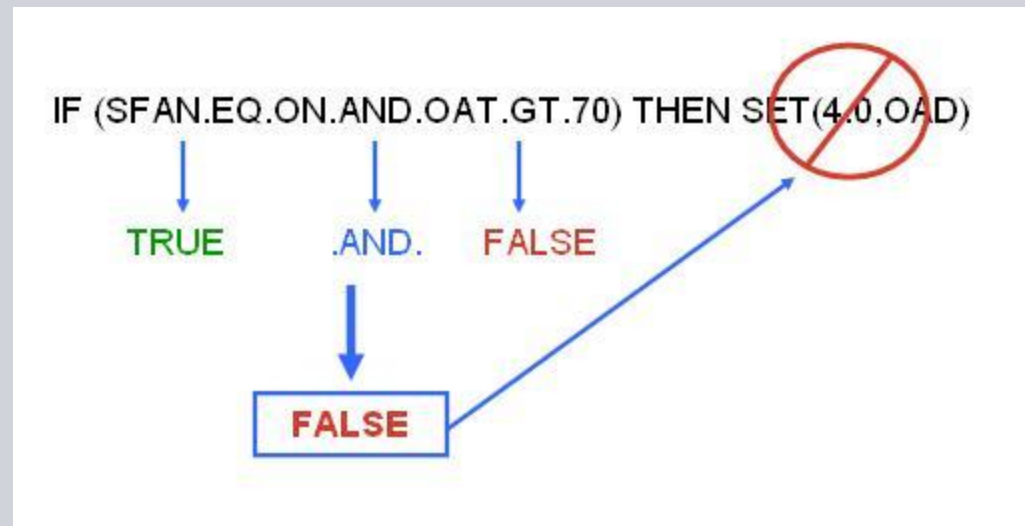 IF (SFAN.EQ.ON.AND.OAT.GT.70) THEN SET(4.0,OAD)
TRUE .AND. FALSE
FALSE